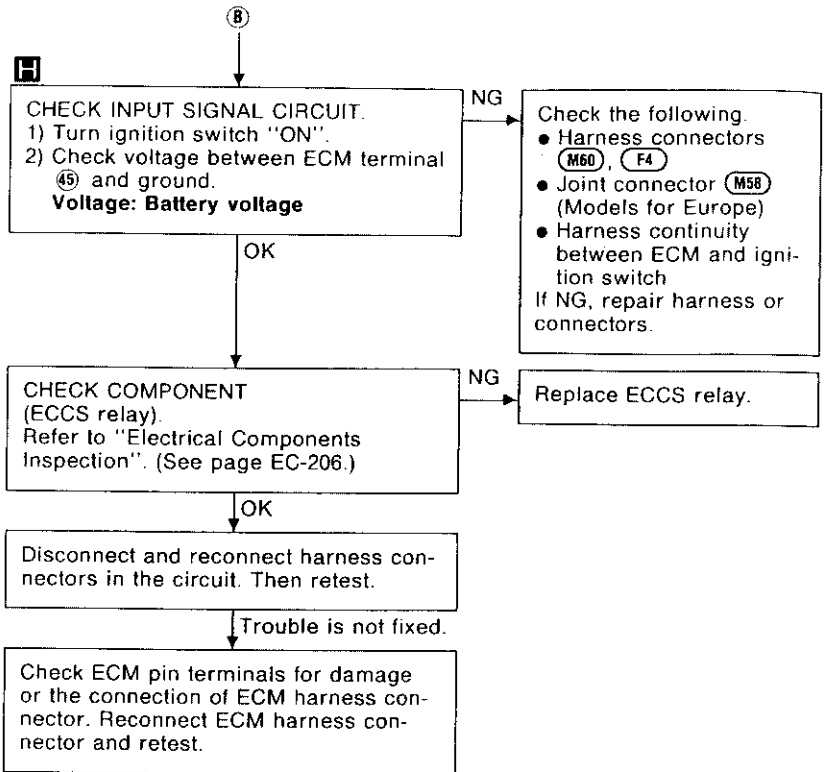 B
H
CHECK INPUT SIGNAL CIRCUIT.
1) Turn ignition switch "ON".
2) Check voltage between ECM terminal
45 and ground.
Voltage: Battery voltage
NG
Check the following.
● Harness connectors
M60, F4
● Joint connector M58
(Models for Europe)
● Harness continuity
between ECM and igni-
tion switch
If NG, repair harness or
connectors.
OK
CHECK COMPONENT
(ECCS relay).
Refer to "Electrical Components
Inspection". (See page EC-206.)
NG
Replace ECCS relay.
OK
Disconnect and reconnect harness con-
nectors in the circuit. Then retest.
Trouble is not fixed.
Check ECM pin terminals for damage
or the connection of ECM harness con-
nector. Reconnect ECM harness con-
nector and retest.